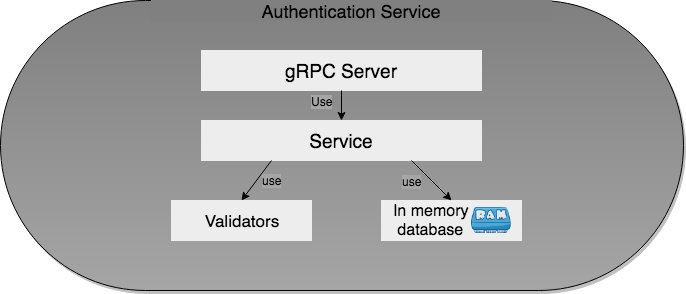 Authentication Service
gRPC Server
Use
Service
use
use
Validators
In memory
database
RAM